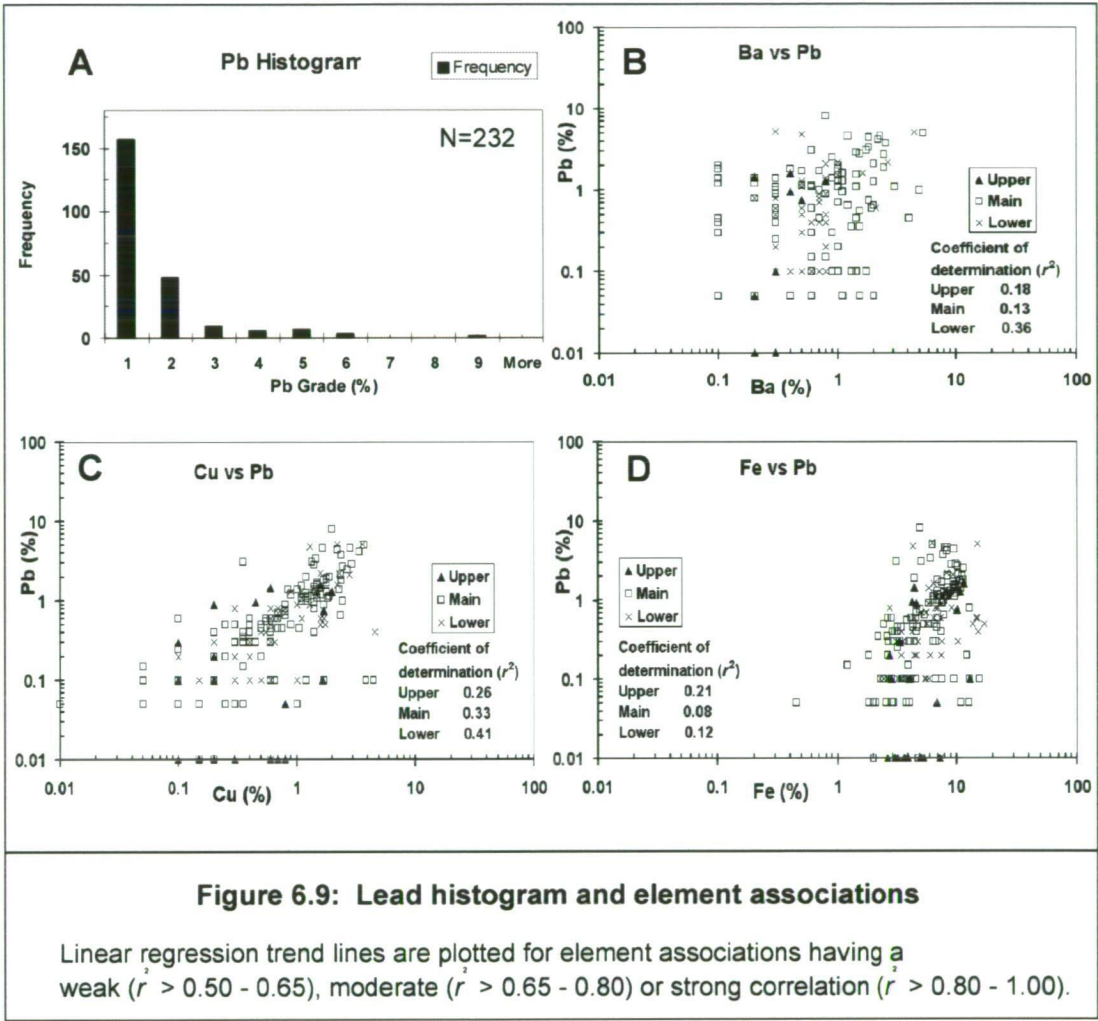 A
Pb Histogran
Frequency
N=232
Frequency
150
100
50
0
1 2 3 4 5 6 7 8 9 More
Pb Grade (%)
B
Ba vs Pb
Pb (%)
100
10
1
0.1
0.01
0.01 0.1 1 10 100
Ba (%)
Upper
Main
Lower
Coefficient of
determination (r²)
Upper 0.18
Main 0.13
Lower 0.36
C
Cu vs Pb
Pb (%)
100
10
1
0.1
0.01
0.01 0.1 1 10 100
Cu (%)
Upper
Main
Lower
Coefficient of
determination (r²)
Upper 0.26
Main 0.33
Lower 0.41
D
Fe vs Pb
Pb (%)
100
10
1
0.1
0.01
0.01 0.1 1 10 100
Fe (%)
Upper
Main
Lower
Coefficient of
determination (r²)
Upper 0.21
Main 0.08
Lower 0.12
Figure 6.9: Lead histogram and element associations
Linear regression trend lines are plotted for element associations having a
weak (r² > 0.50 - 0.65), moderate (r² > 0.65 - 0.80) or strong correlation (r² > 0.80 - 1.00).